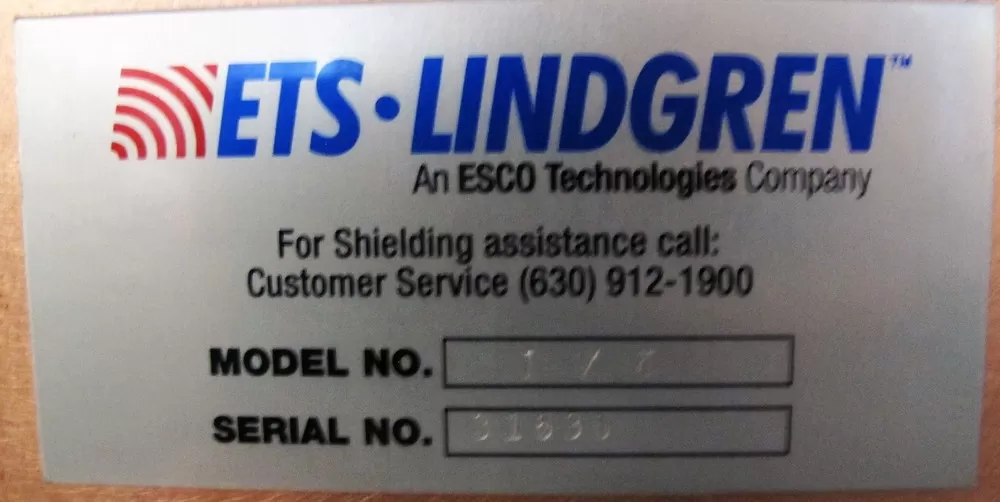 ETS·LINDGREN™
An ESCO Technologies Company
For Shielding assistance call:
Customer Service (630) 912-1900
MODEL NO.
SERIAL NO.